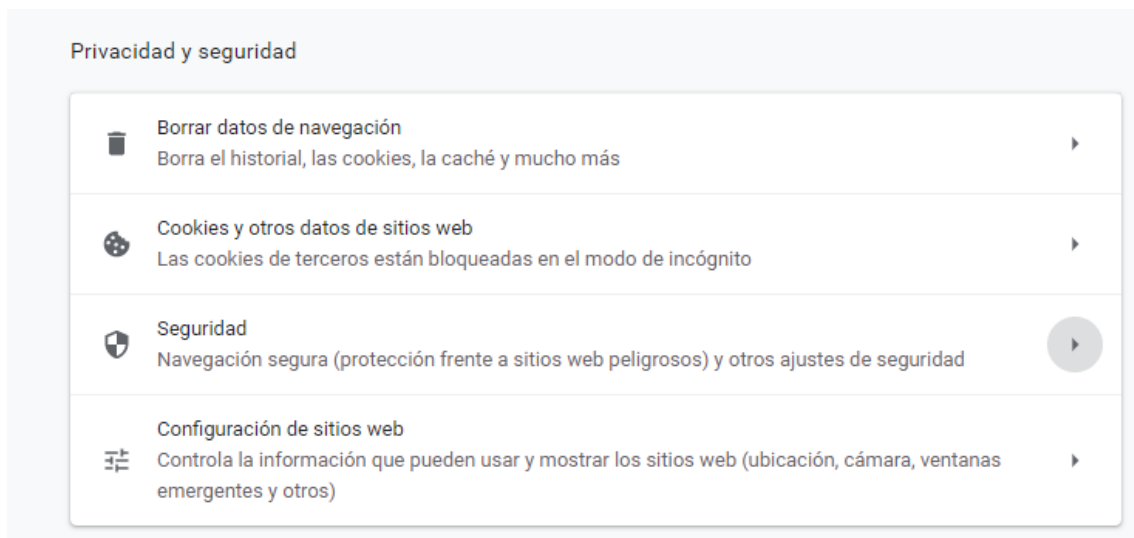 Privacidad y seguridad
Borrar datos de navegación
Borra el historial, las cookies, la caché y mucho más
Cookies y otros datos de sitios web
Las cookies de terceros están bloqueadas en el modo de incógnito
Seguridad
Navegación segura (protección frente a sitios web peligrosos) y otros ajustes de seguridad
Configuración de sitios web
Controla la información que pueden usar y mostrar los sitios web (ubicación, cámara, ventanas
emergentes y otros)